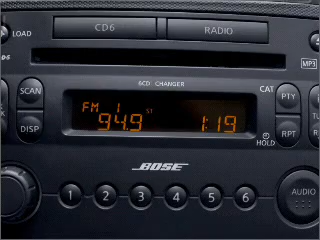 CD6 RADIO
LOAD
MP3
6CD CHANGER
SCAN CAT PTY
FM 1 ST
94.9 1:19
DISP RPT
HOLD
BOSE
1 2 3 4 5 6 AUDIO